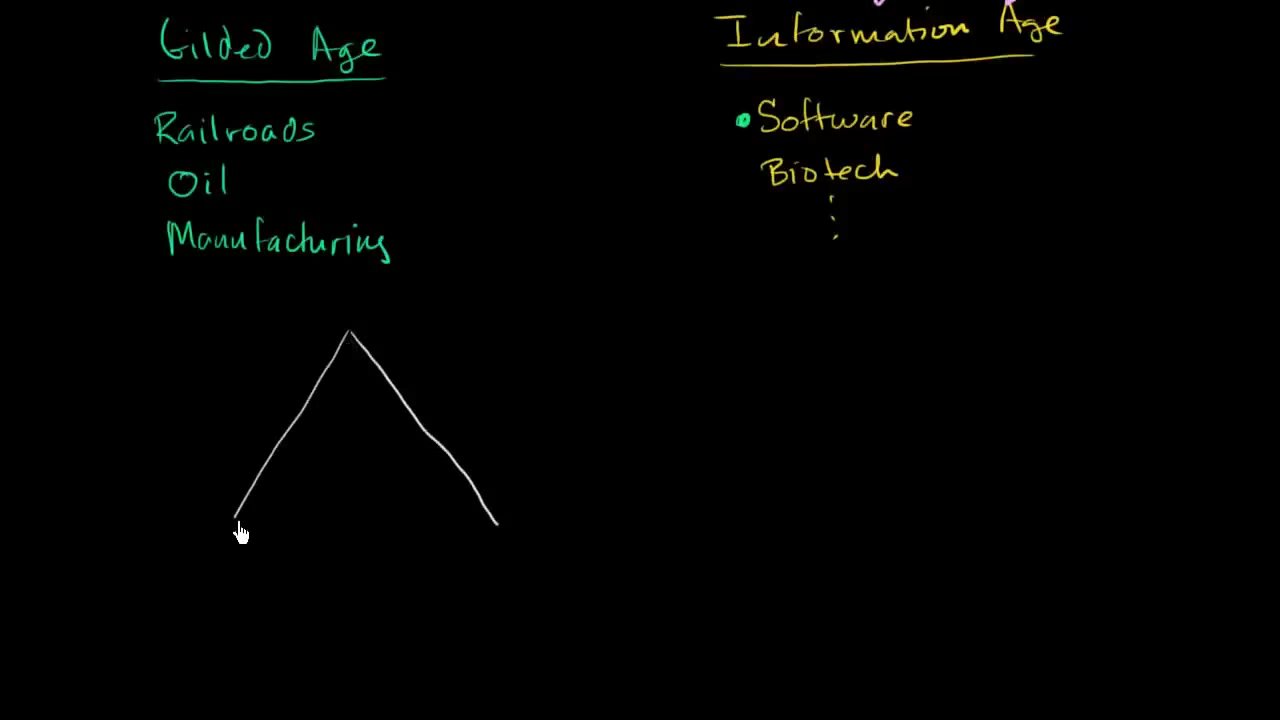 Gilded Age
Railroads
Oil
Manufacturing
Information Age
Software
Biotech